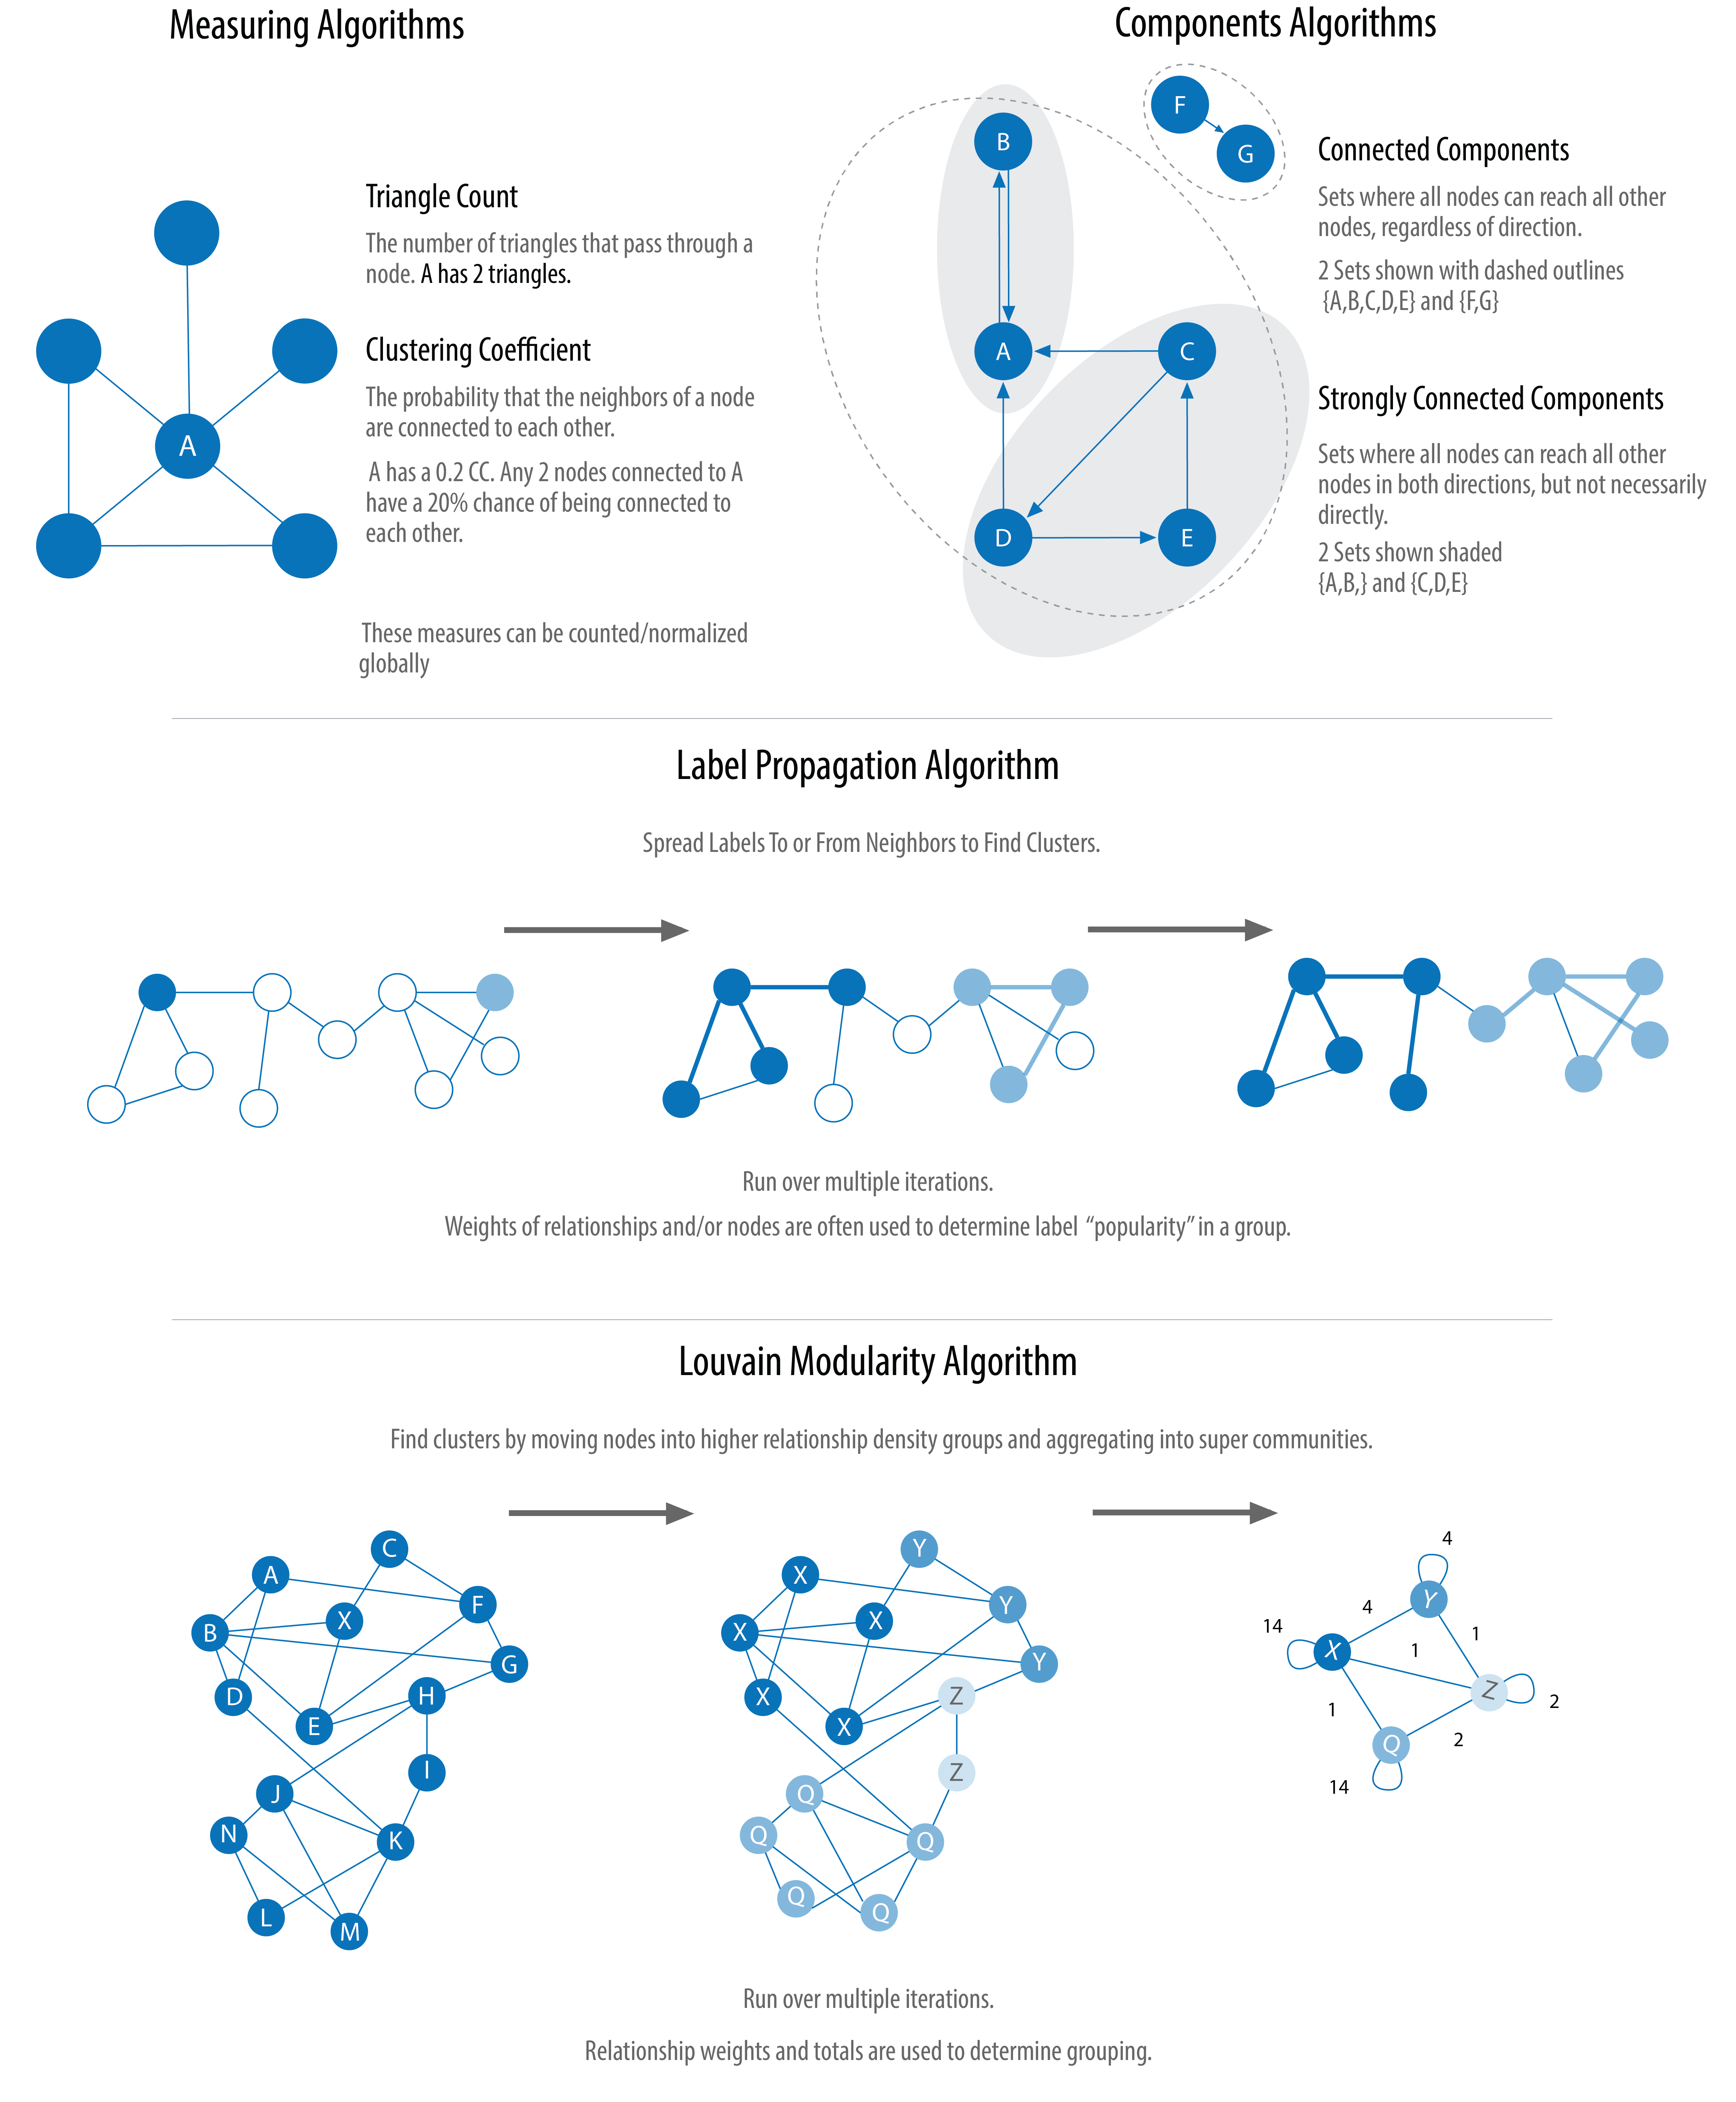 Measuring Algorithms
A
Triangle Count
The number of triangles that pass through a
node. A has 2 triangles.
Clustering Coefficient
The probability that the neighbors of a node
are connected to each other.
A has a 0.2 CC. Any 2 nodes connected to A
have a 20% chance of being connected to
each other.
These measures can be counted/normalized
globally
Components Algorithms
F
G
B
A
C
D
E
Connected Components
Sets where all nodes can reach all other
nodes, regardless of direction.
2 Sets shown with dashed outlines
{A,B,C,D,E} and {F,G}
Strongly Connected Components
Sets where all nodes can reach all other
nodes in both directions, but not necessarily
directly.
2 Sets shown shaded
{A,B,} and {C,D,E}
Label Propagation Algorithm
Spread Labels To or From Neighbors to Find Clusters.
Run over multiple iterations.
Weights of relationships and/or nodes are often used to determine label “popularity” in a group.
Louvain Modularity Algorithm
Find clusters by moving nodes into higher relationship density groups and aggregating into super communities.
C
A
F
X
B
G
D
H
E
I
J
N
K
L
M
Y
X
Y
X
X
Y
X
Z
X
Z
Q
Q
Q
Q
Q
4
Y
4
14
X
1
1
Z
2
1
Q
2
14
Run over multiple iterations.
Relationship weights and totals are used to determine grouping.